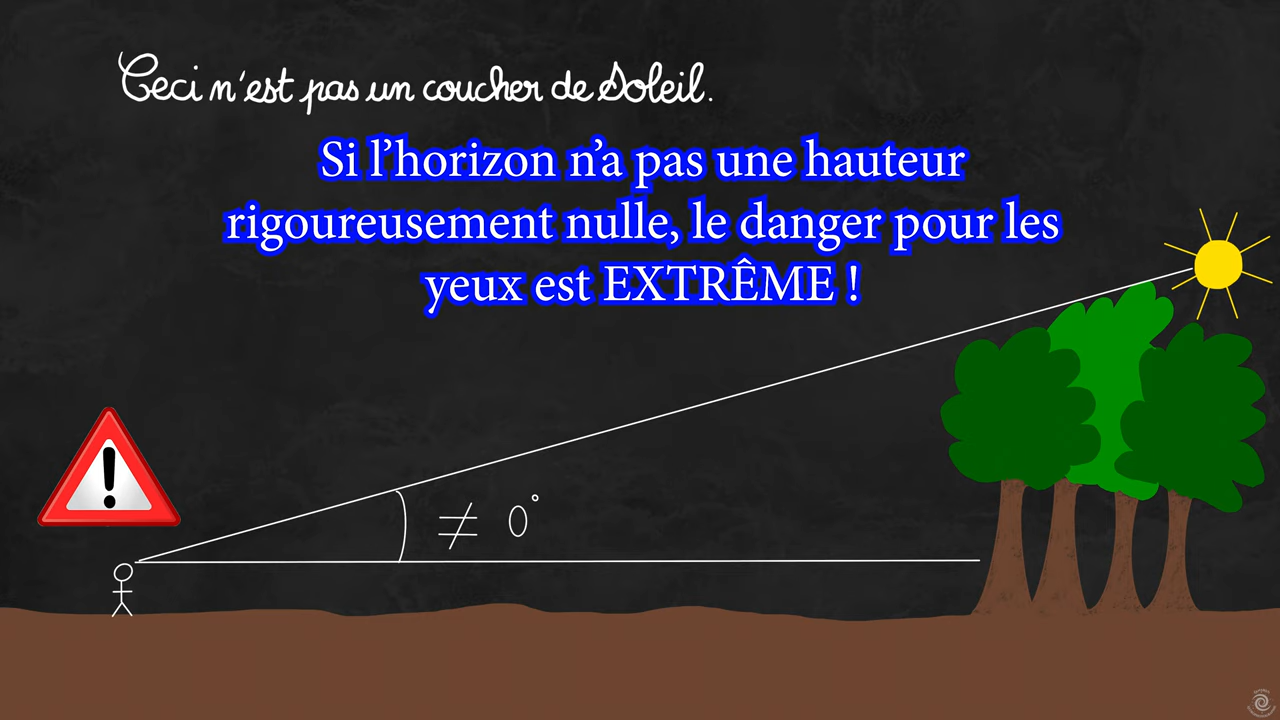 Ceci n'est pas un coucher de Soleil.
Si l'horizon n'a pas une hauteur
rigoureusement nulle, le danger pour les
yeux est EXTRÊME !
≠ 0°